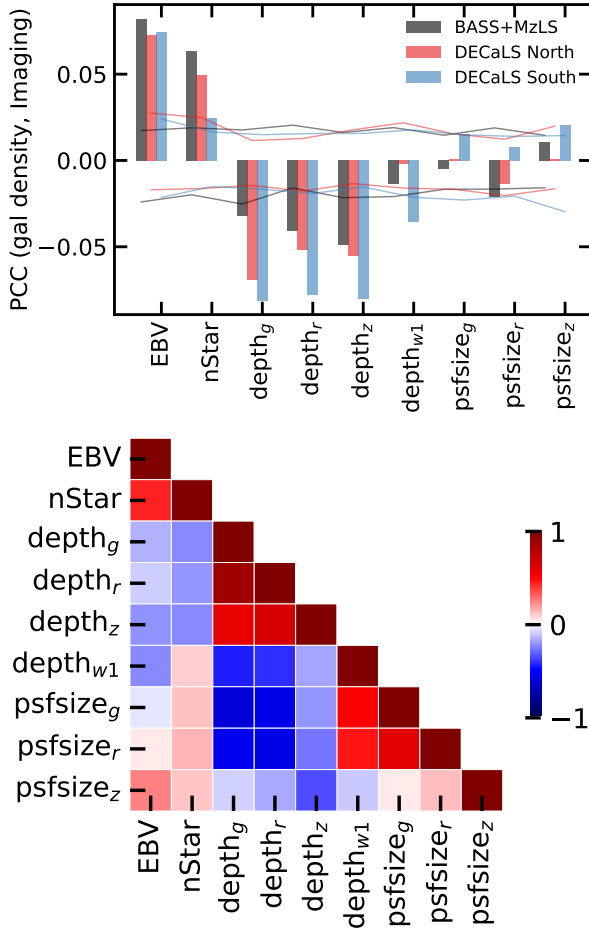 PCC (gal density, Imaging)
0.05
0.00
−0.05
BASS+MzLS
DECaLS North
DECaLS South
EBV
nStar
depth_g
depth_r
depth_z
depth_w1
psfsize_g
psfsize_r
psfsize_z
EBV
nStar
depth_g
depth_r
depth_z
depth_w1
psfsize_g
psfsize_r
psfsize_z
1
0
−1
EBV
nStar
depth_g
depth_r
depth_z
depth_w1
psfsize_g
psfsize_r
psfsize_z